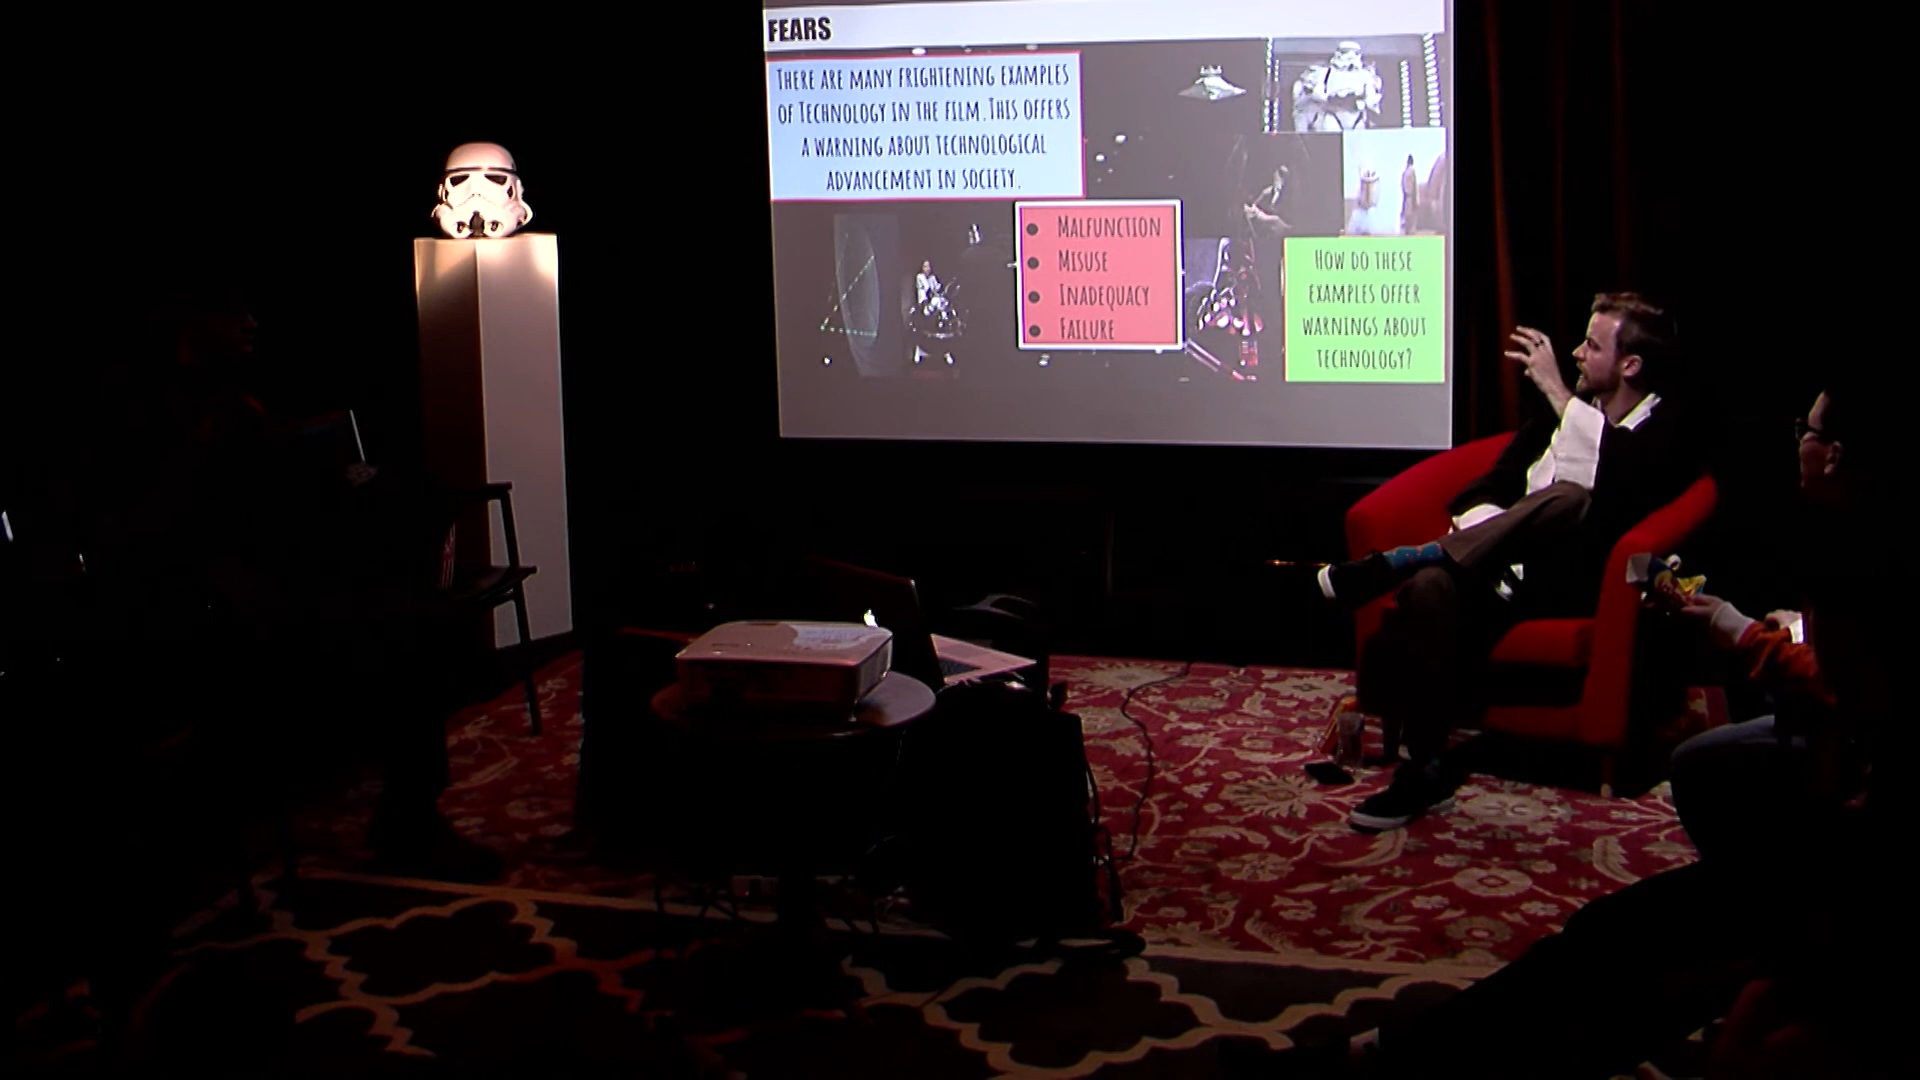 FEARS
THERE ARE MANY FRIGHTENING EXAMPLES
OF TECHNOLOGY IN THE FILM. THIS OFFERS
A WARNING ABOUT TECHNOLOGICAL
ADVANCEMENT IN SOCIETY.
MALFUNCTION
MISUSE
INADEQUACY
FAILURE
HOW DO THESE
EXAMPLES OFFER
WARNINGS ABOUT
TECHNOLOGY?